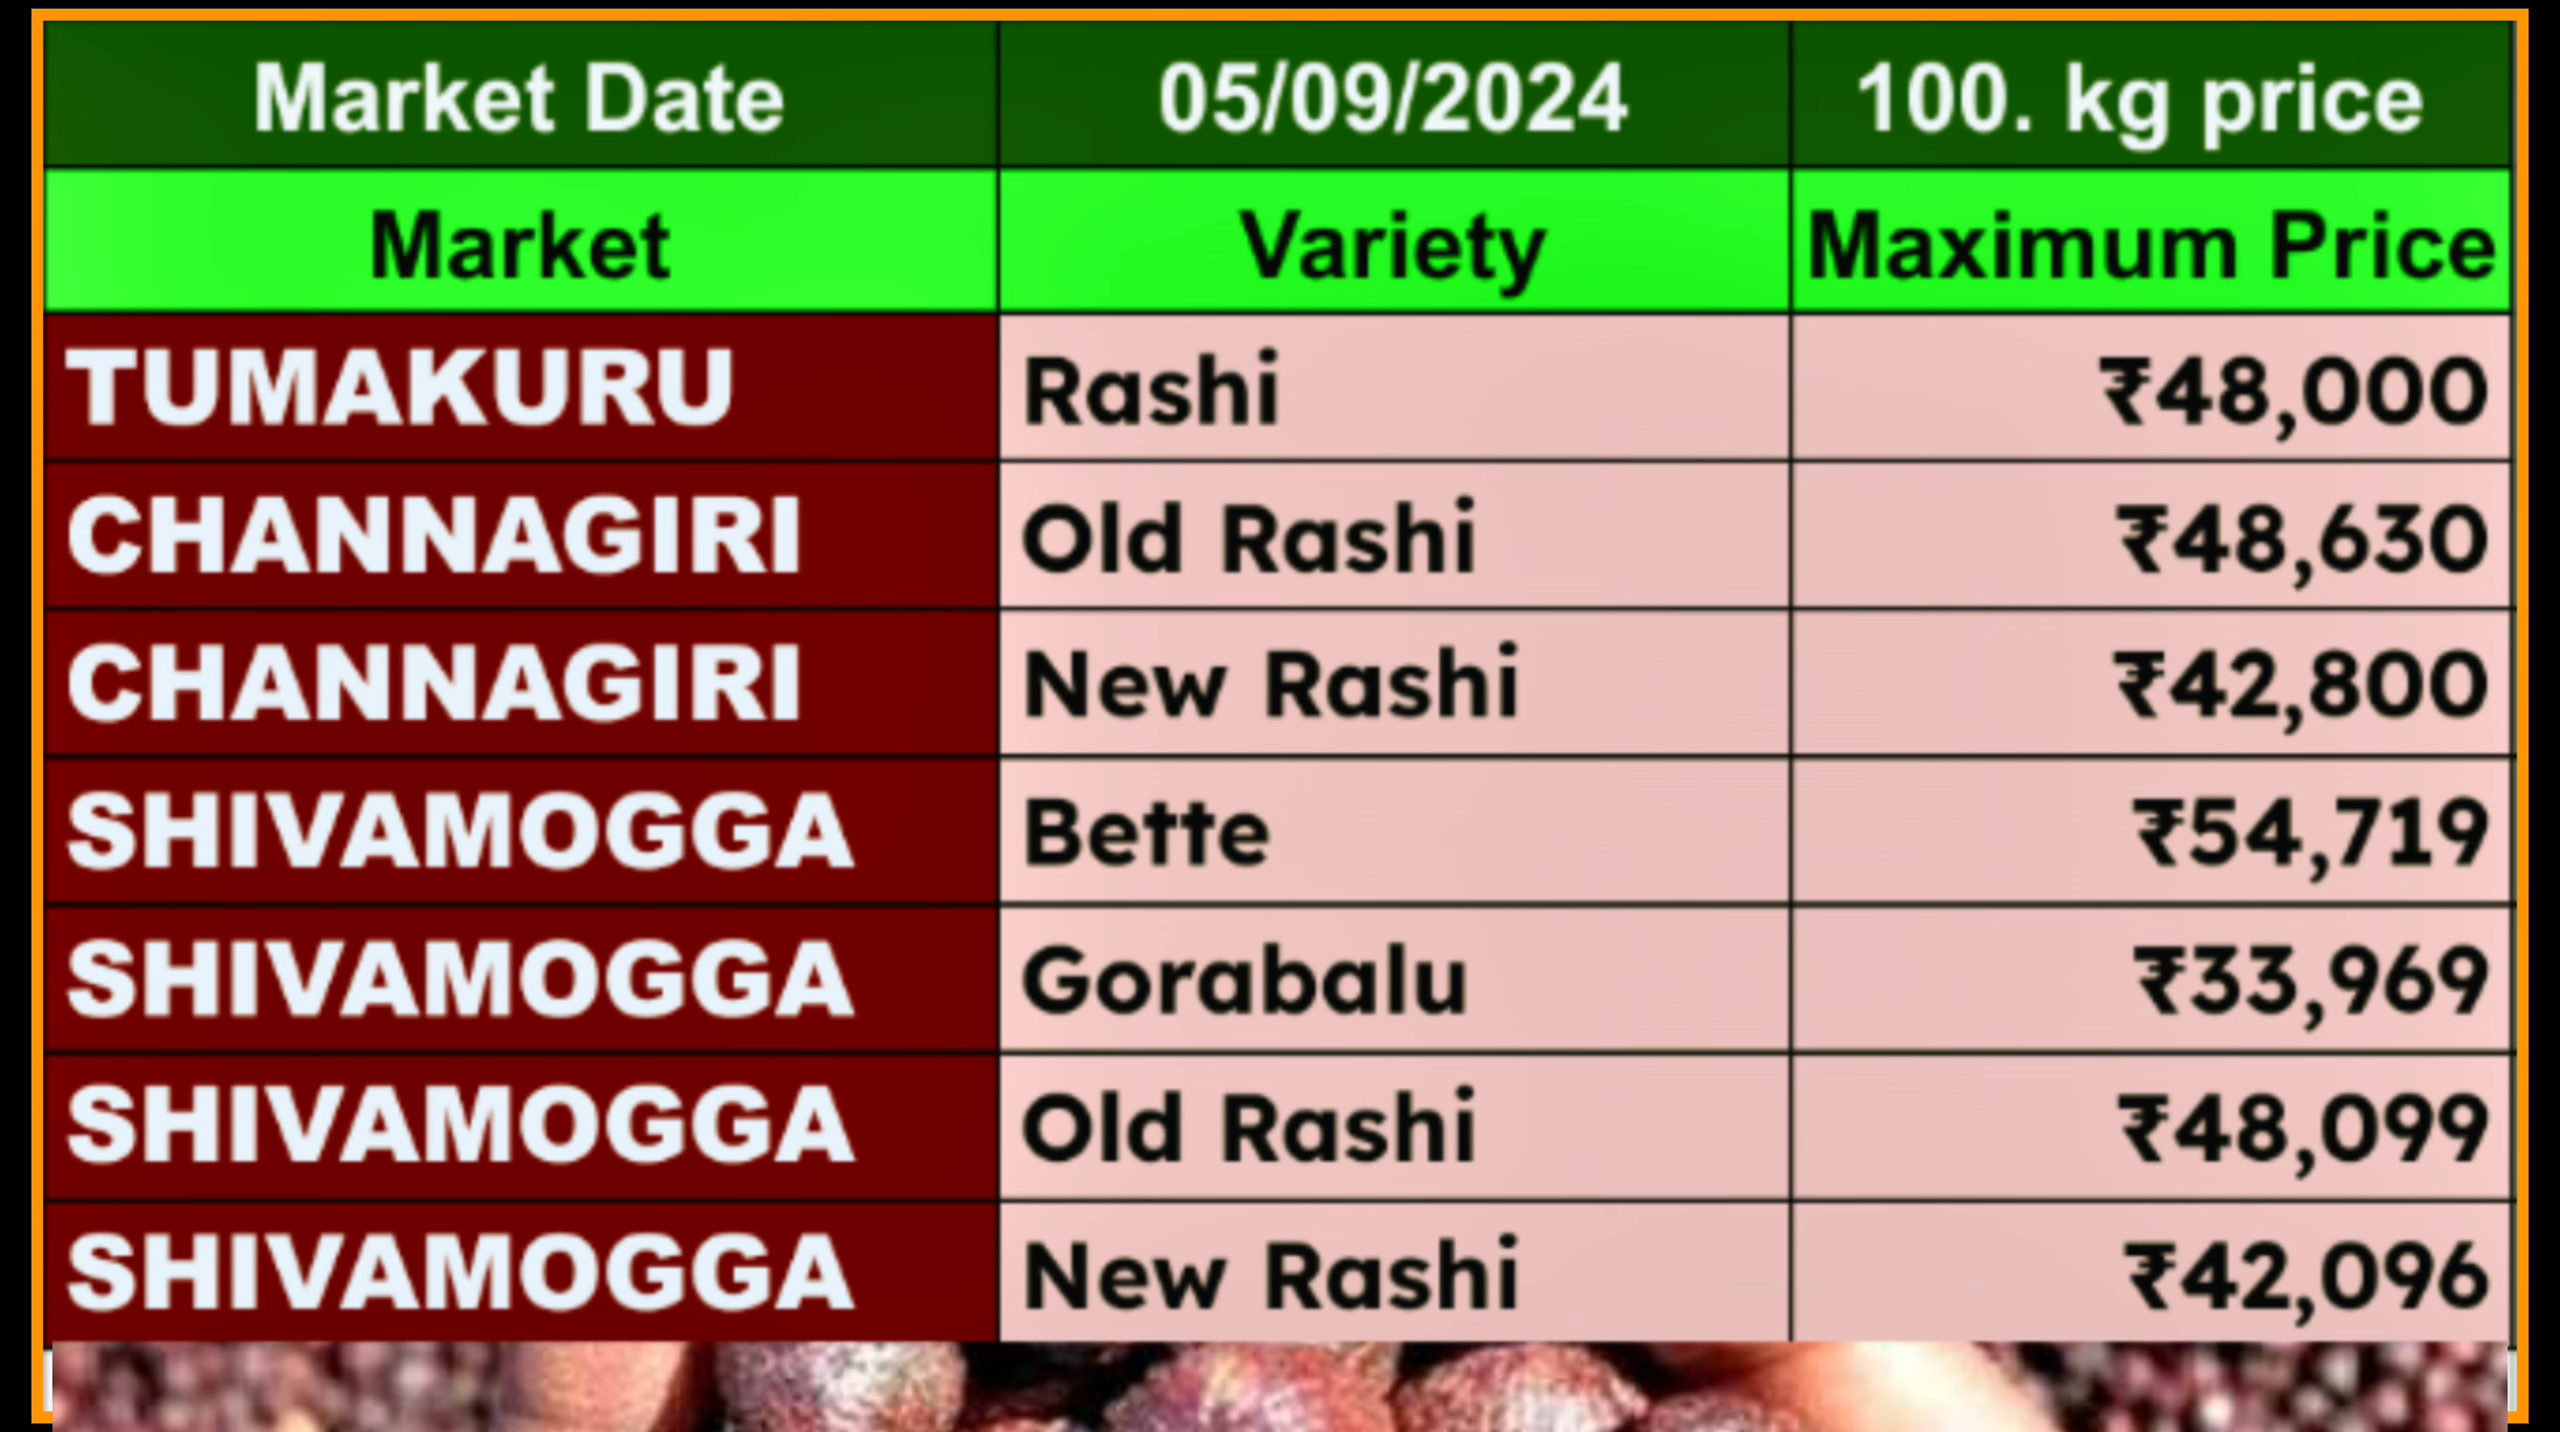 Market Date 05/09/2024 100. kg price
Market Variety Maximum Price
TUMAKURU Rashi ₹48,000
CHANNAGIRI Old Rashi ₹48,630
CHANNAGIRI New Rashi ₹42,800
SHIVAMOGGA Bette ₹54,719
SHIVAMOGGA Gorabalu ₹33,969
SHIVAMOGGA Old Rashi ₹48,099
SHIVAMOGGA New Rashi ₹42,096